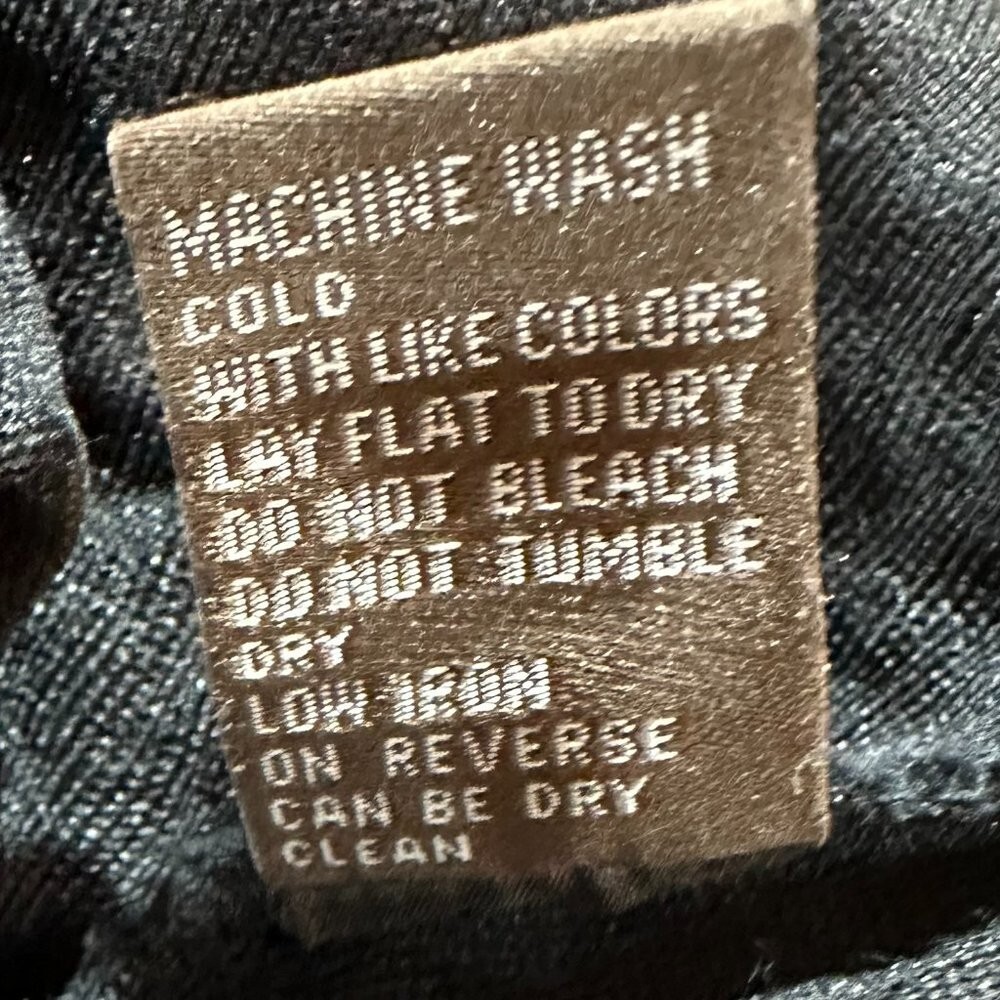 MACHINE WASH
COLD
WITH LIKE COLORS
LAY FLAT TO DRY
DO NOT BLEACH
DO NOT TUMBLE
DRY
LOW IRON
ON REVERSE
CAN BE DRY
CLEAN